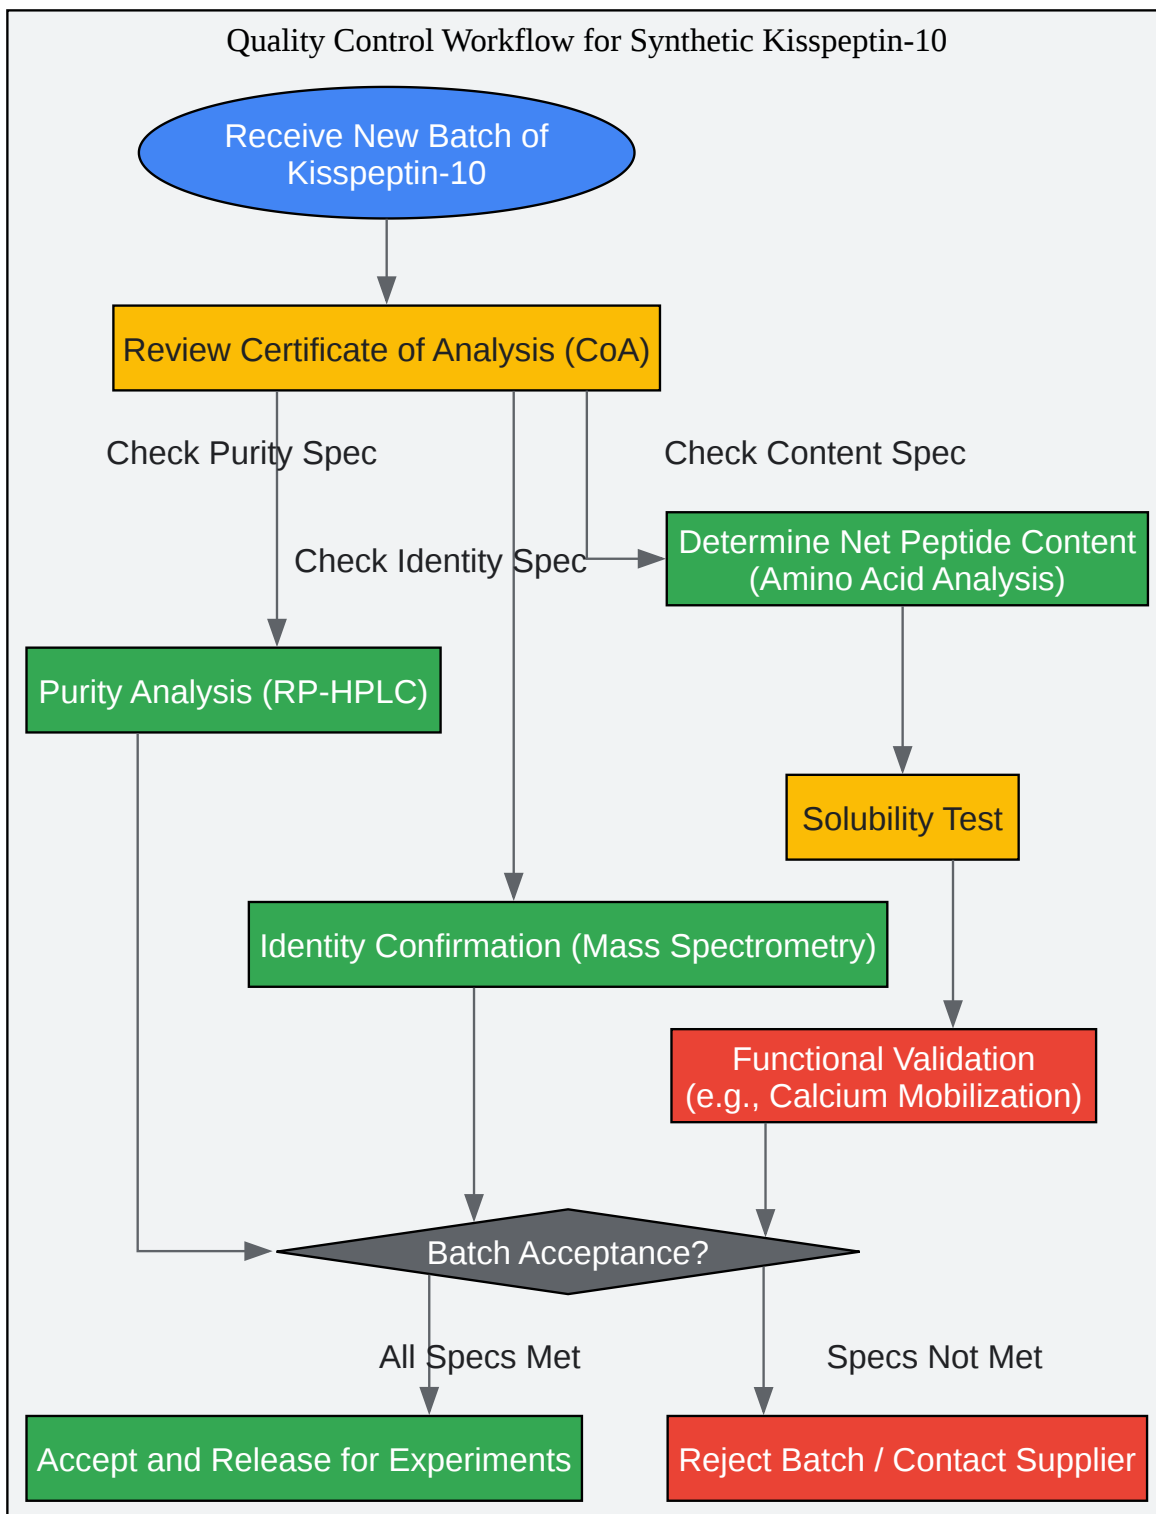 Quality Control Workflow for Synthetic Kisspeptin-10
Receive New Batch of
Kisspeptin-10
Review Certificate of Analysis (CoA)
Check Purity Spec
Check Content Spec
Check Identity Spec
Determine Net Peptide Content
(Amino Acid Analysis)
Purity Analysis (RP-HPLC)
Solubility Test
Identity Confirmation (Mass Spectrometry)
Functional Validation
(e.g., Calcium Mobilization)
Batch Acceptance?
All Specs Met
Specs Not Met
Accept and Release for Experiments
Reject Batch / Contact Supplier